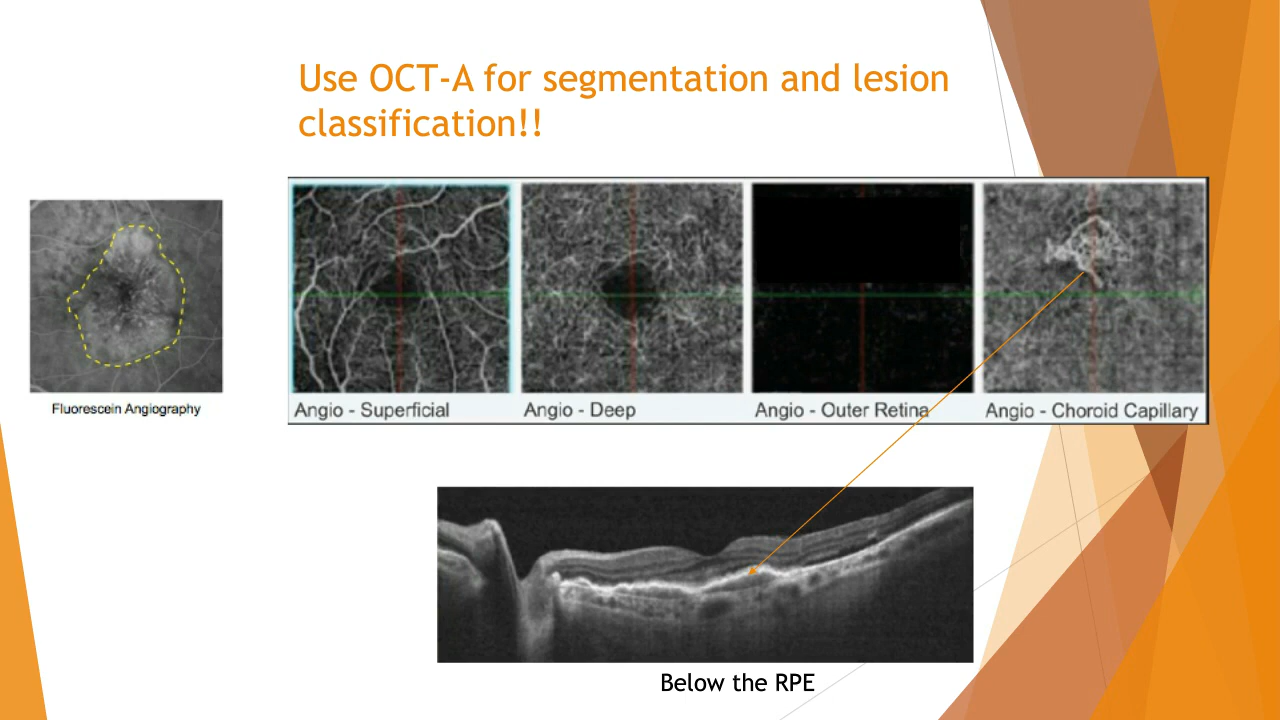 Use OCT-A for segmentation and lesion
classification!!
Fluorescein Angiography
Angio - Superficial
Angio - Deep
Angio - Outer Retina
Angio - Choroid Capillary
Below the RPE